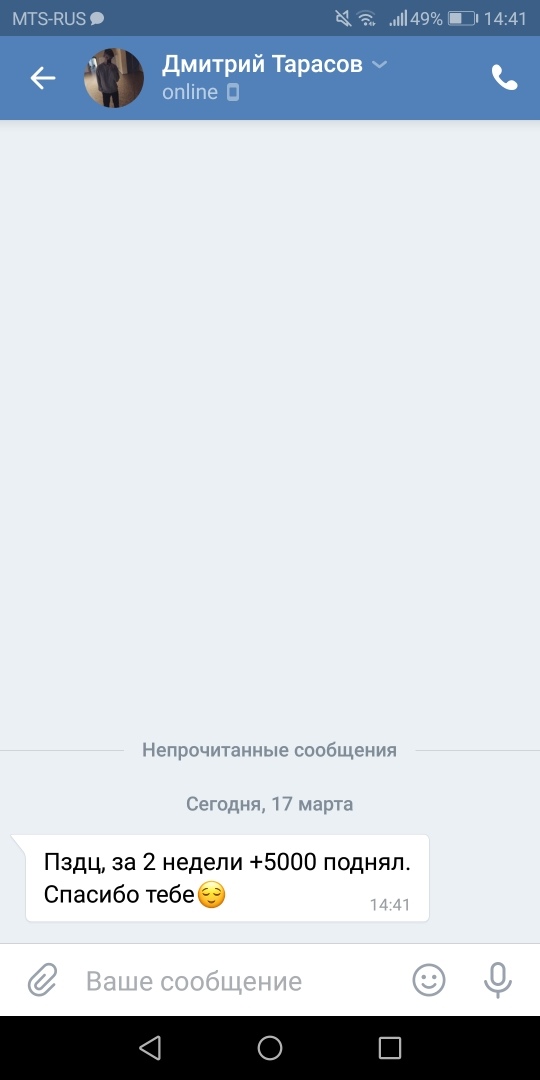 MTS-RUS 49% 14:41
Дмитрий Тарасов
online
Непрочитанные сообщения
Сегодня, 17 марта
Пздц, за 2 недели +5000 поднял.
Спасибо тебе😌
14:41
Ваше сообщение